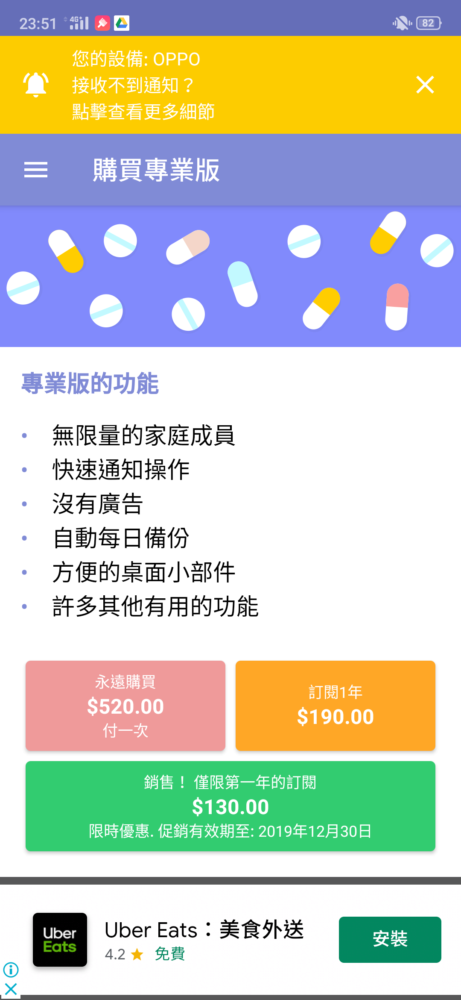 23:51 4G+ 82
您的設備: OPPO
接收不到通知？
點擊查看更多細節
購買專業版
專業版的功能
• 無限量的家庭成員
• 快速通知操作
• 沒有廣告
• 自動每日備份
• 方便的桌面小部件
• 許多其他有用的功能
永遠購買
$520.00
付一次
訂閱1年
$190.00
銷售！ 僅限第一年的訂閱
$130.00
限時優惠. 促銷有效期至: 2019年12月30日
Uber
Eats
Uber Eats：美食外送
4.2 ★ 免費
安裝